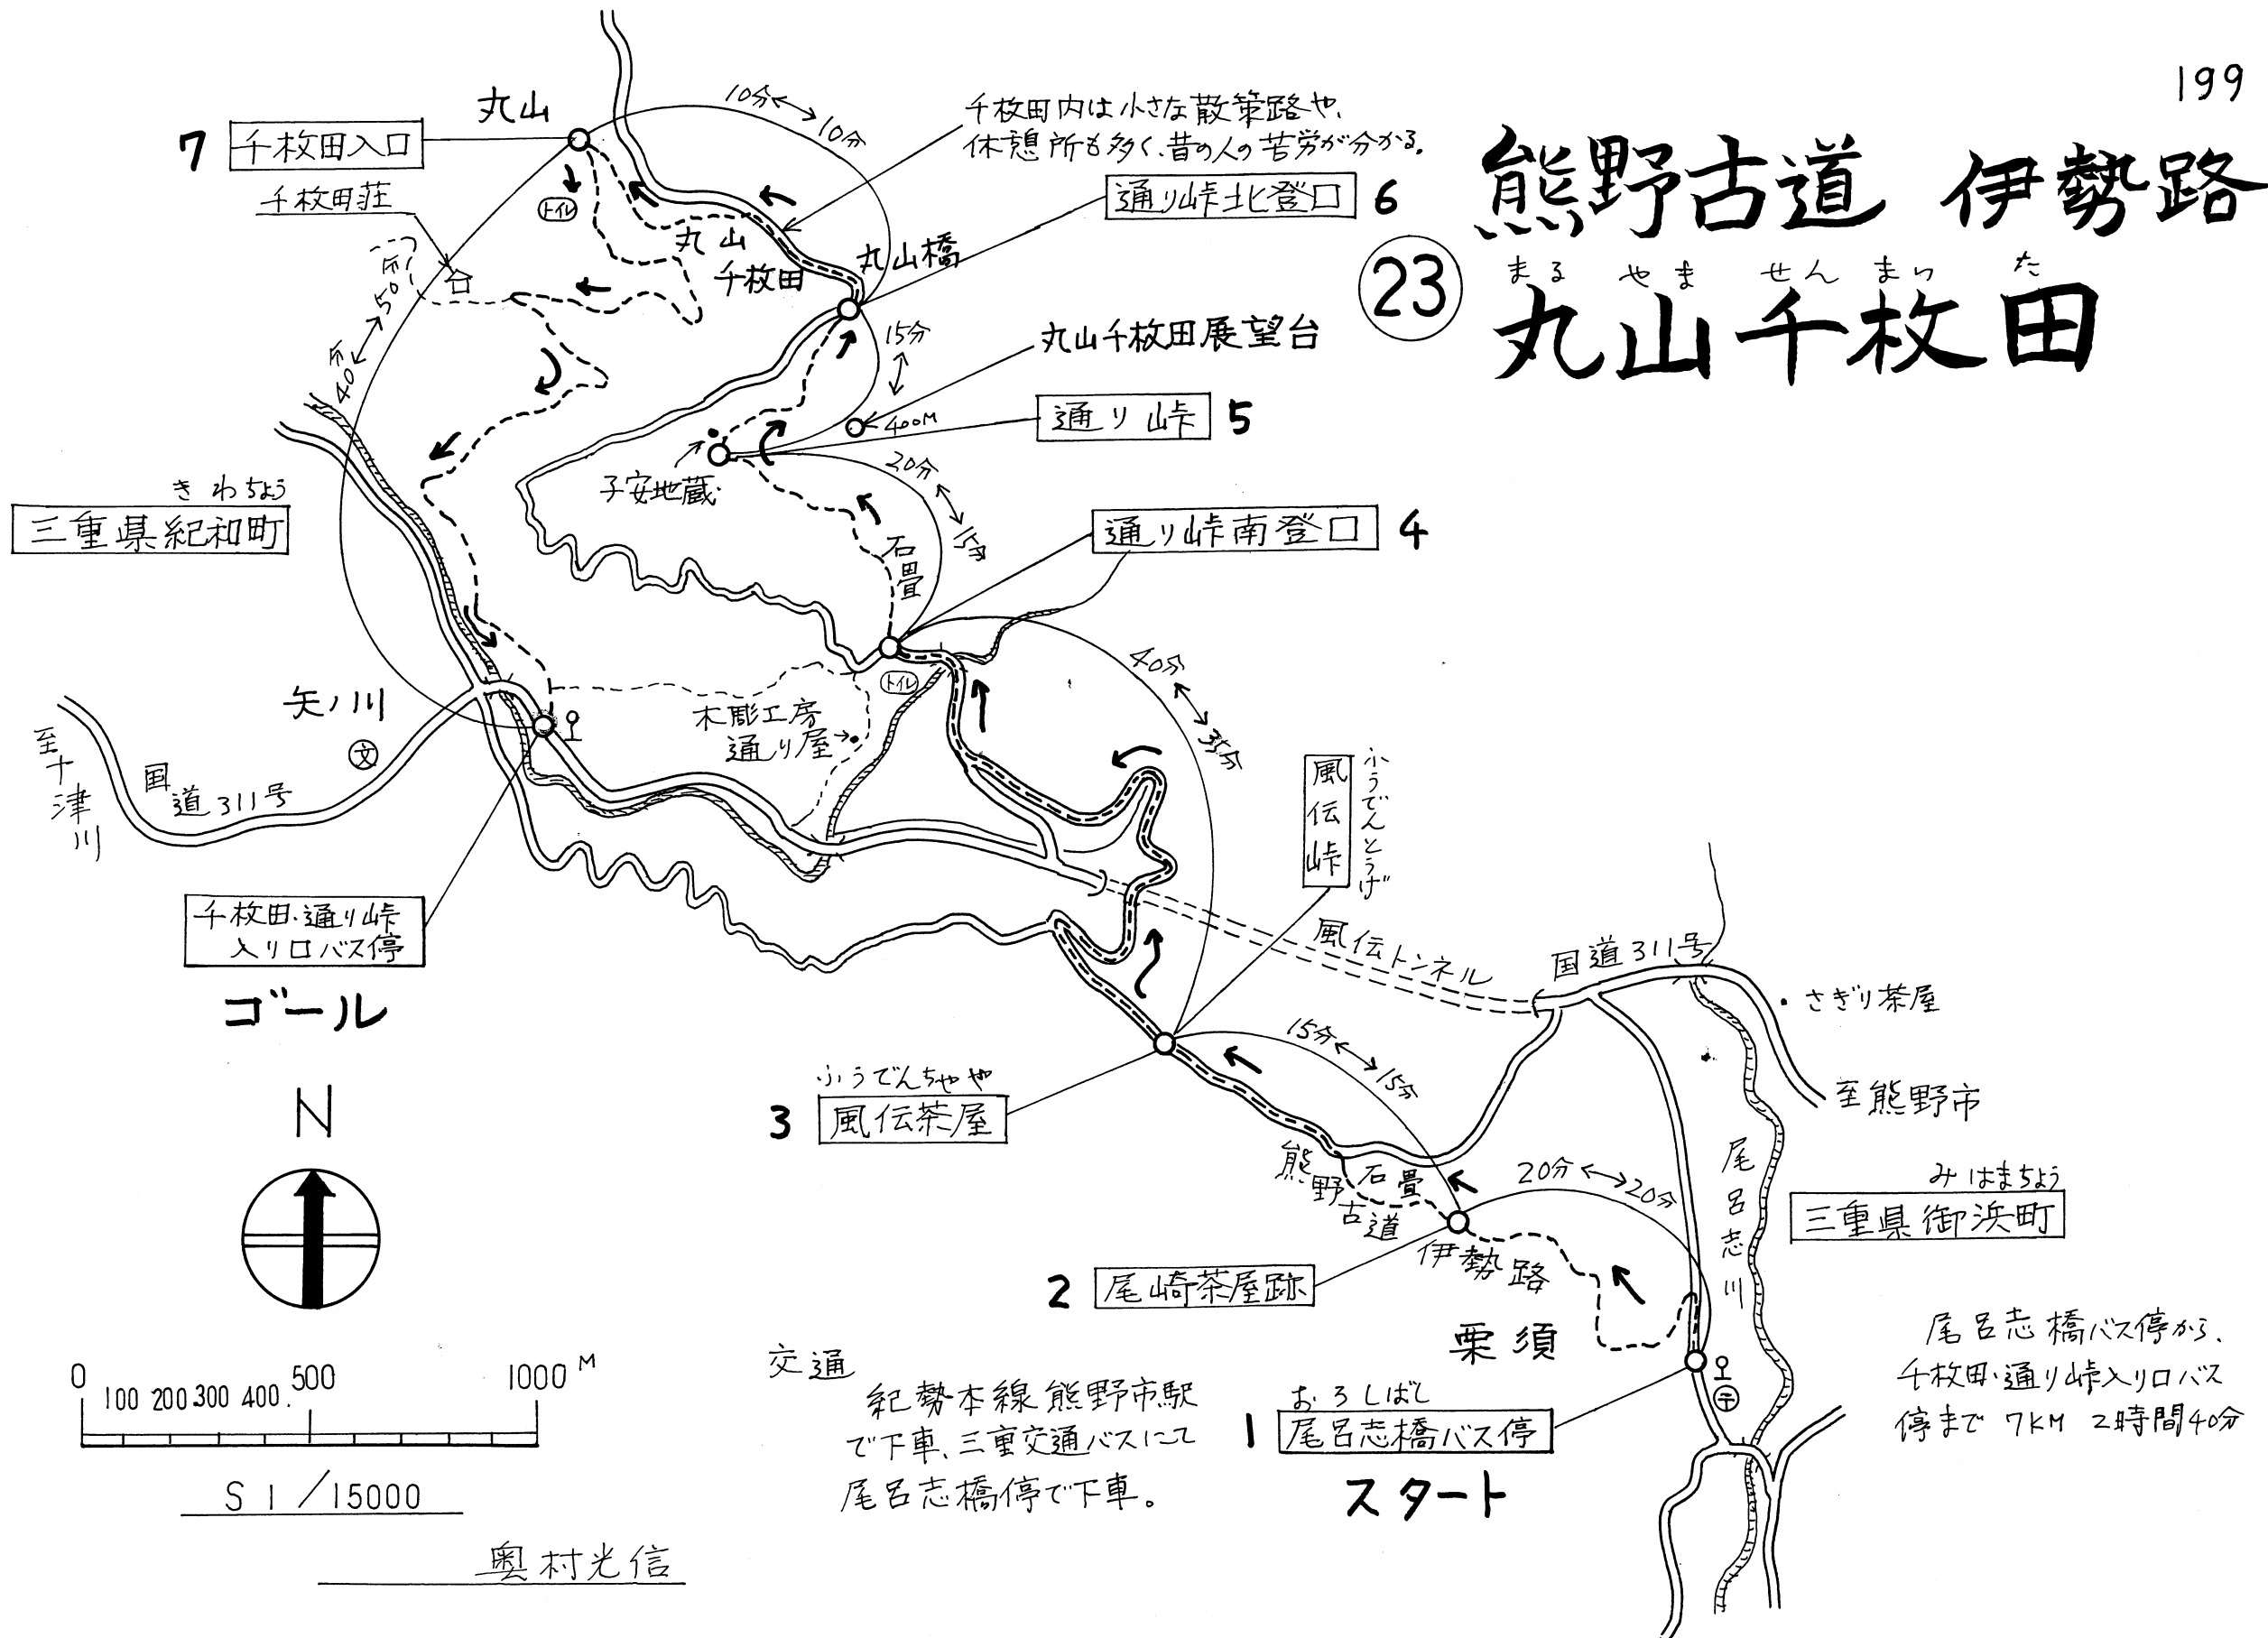 199
熊野古道 伊勢路
23
まるやませんまいた
丸山千枚田
丸山
7 千枚田入口
千枚田荘
トイレ
10分↔10分
千枚田内は小さな散策路や、
休憩所も多く、昔の人の苦労が分かる。
通り峠北登口 6
丸山
千枚田
丸山橋
15分
丸山千枚田展望台
400M
通り峠 5
子安地蔵
20分↔15分
40分↔50分
きわちょう
三重県紀和町
通り峠南登口 4
石畳
トイレ
40分↔35分
木彫工房
通り屋
矢ノ川
文
至十津川
国道311号
千枚田・通り峠
入り口バス停
ゴール
ふうでんとうげ
風伝峠
風伝トンネル
国道311号
さぎり茶屋
至熊野市
ふうでんちゃや
3 風伝茶屋
15分↔15分
熊野古道
石畳
伊勢路
20分↔20分
2 尾崎茶屋跡
栗須
尾呂志川
みはまちょう
三重県御浜町
おろしばし
1 尾呂志橋バス停
スタート
〒
尾呂志橋バス停から、
千枚田・通り峠入り口バス
停まで 7KM 2時間40分
交通
紀勢本線熊野市駅
で下車、三重交通バスにて
尾呂志橋停で下車。
N
0 100 200 300 400 500 1000M
S 1/15000
奥村光信